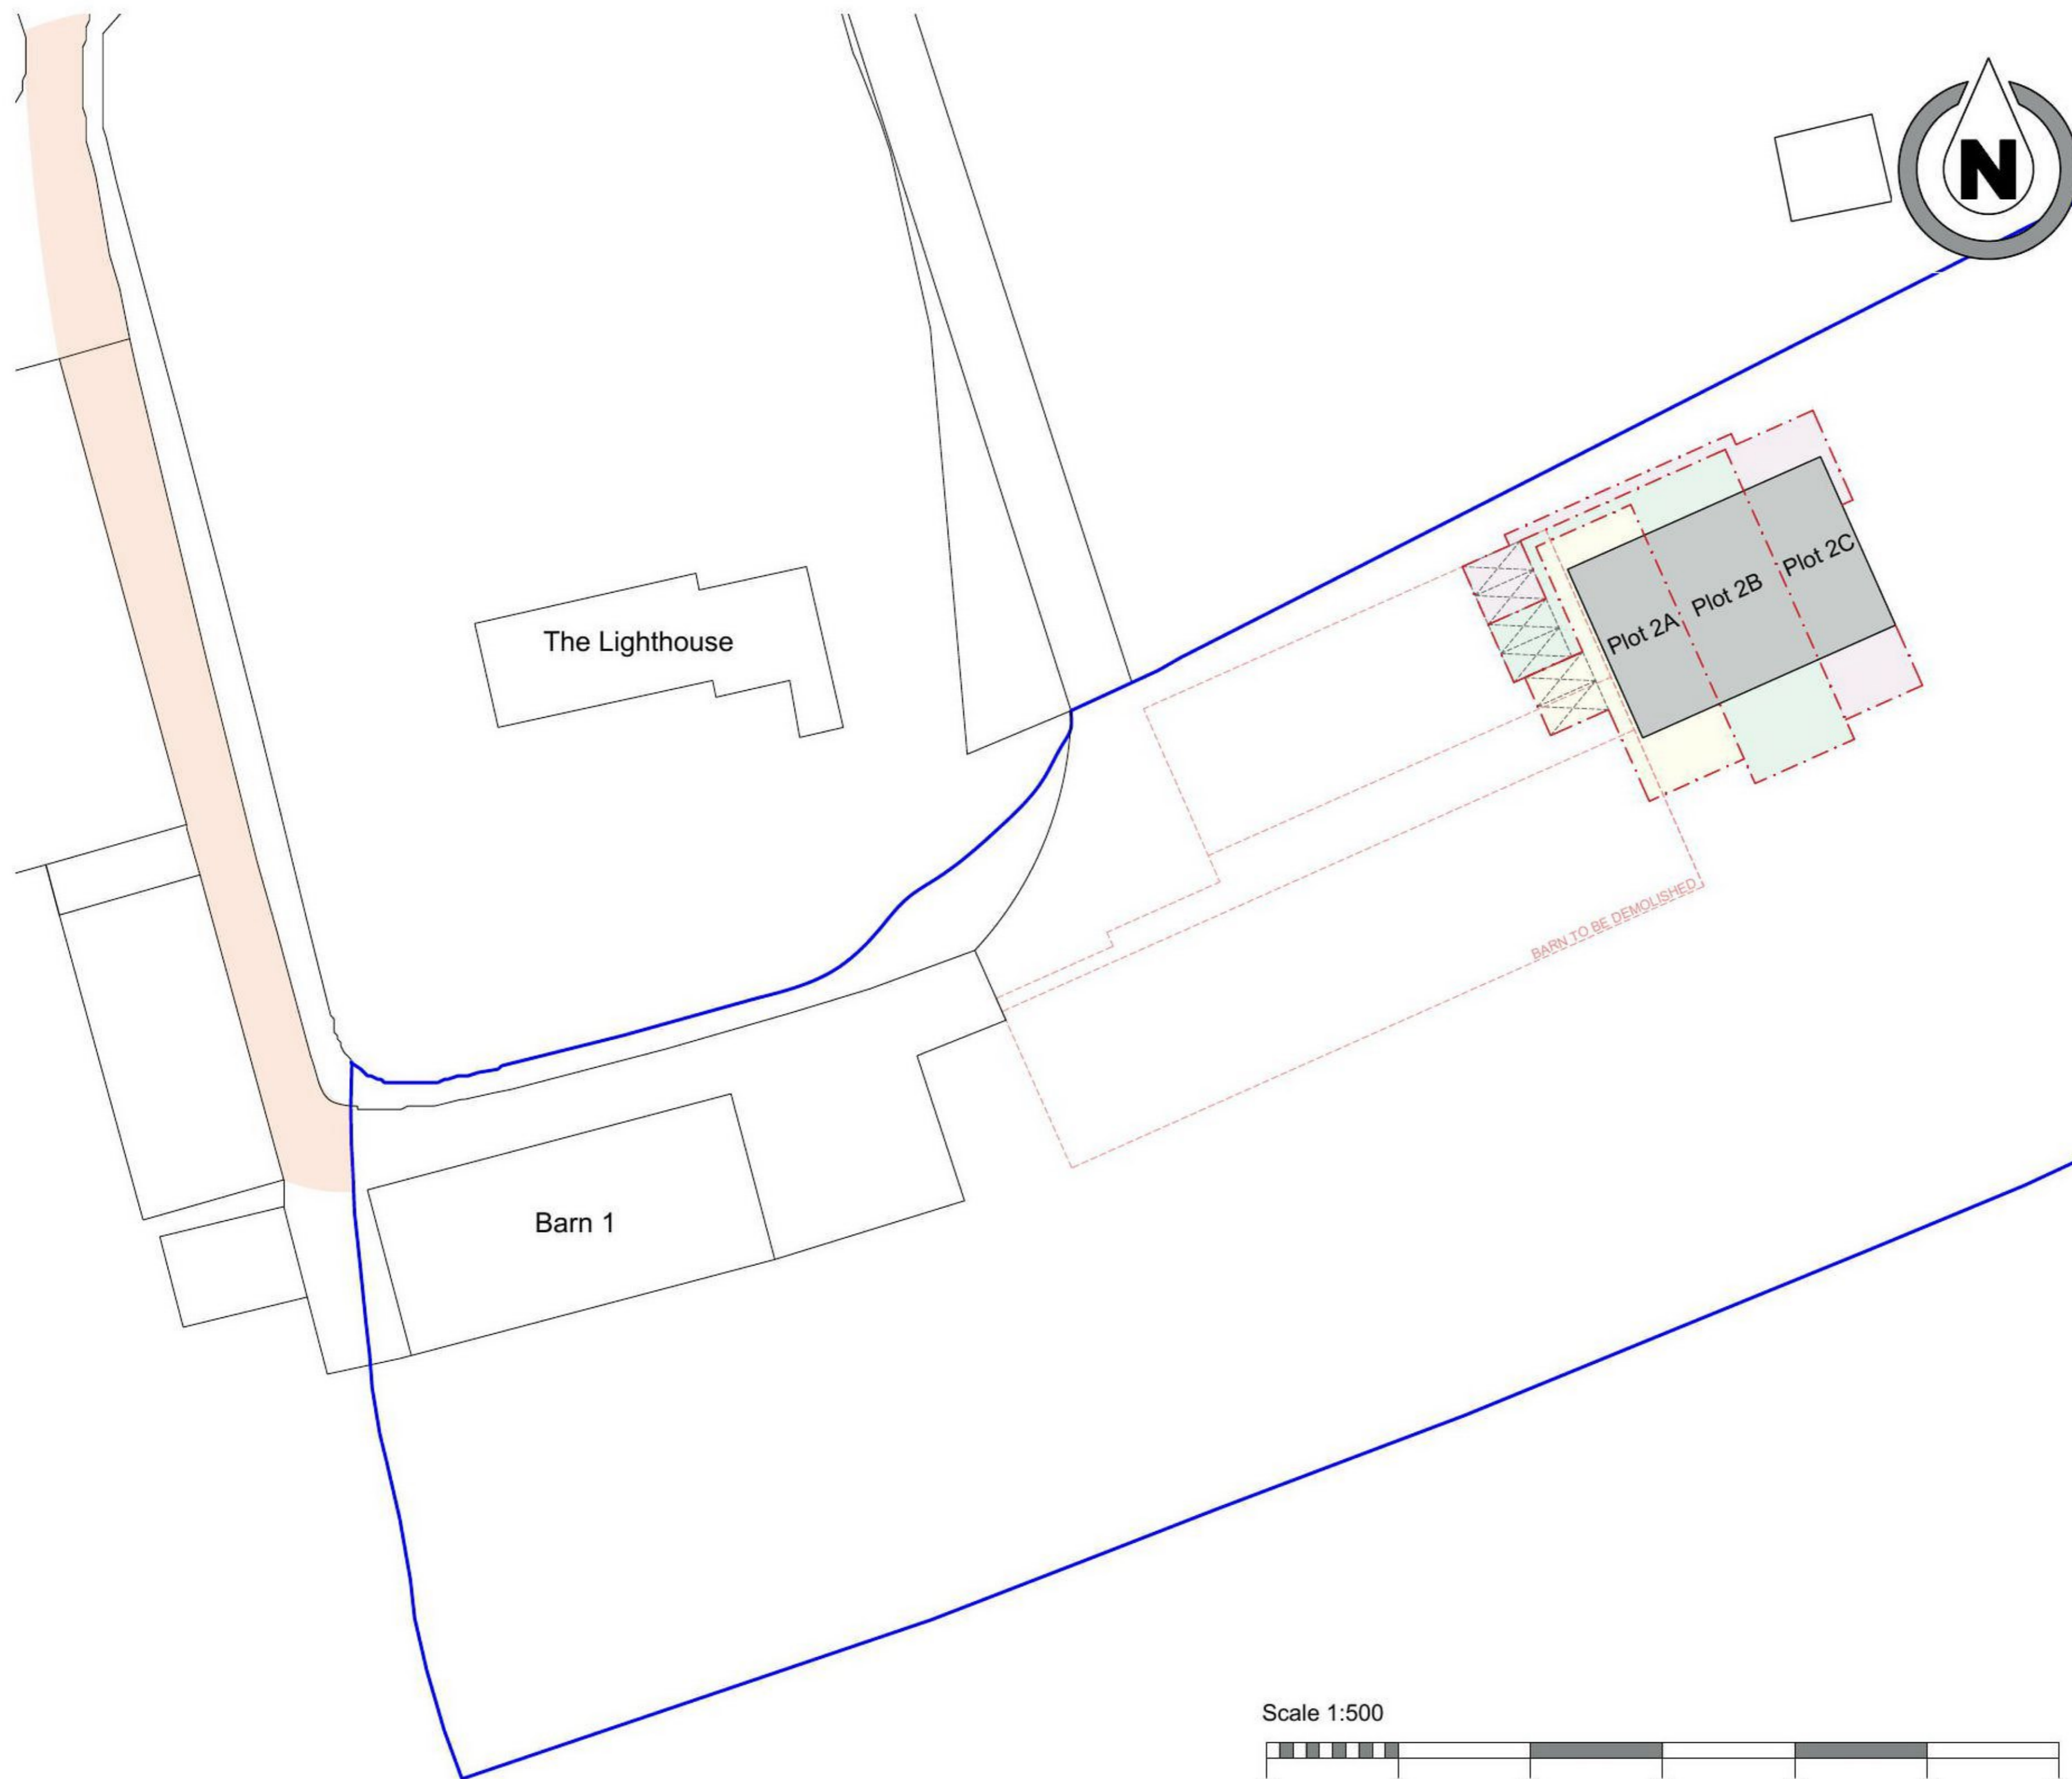 N
The Lighthouse
Plot 2A
Plot 2B
Plot 2C
BARN TO BE DEMOLISHED
Barn 1
Scale 1:500